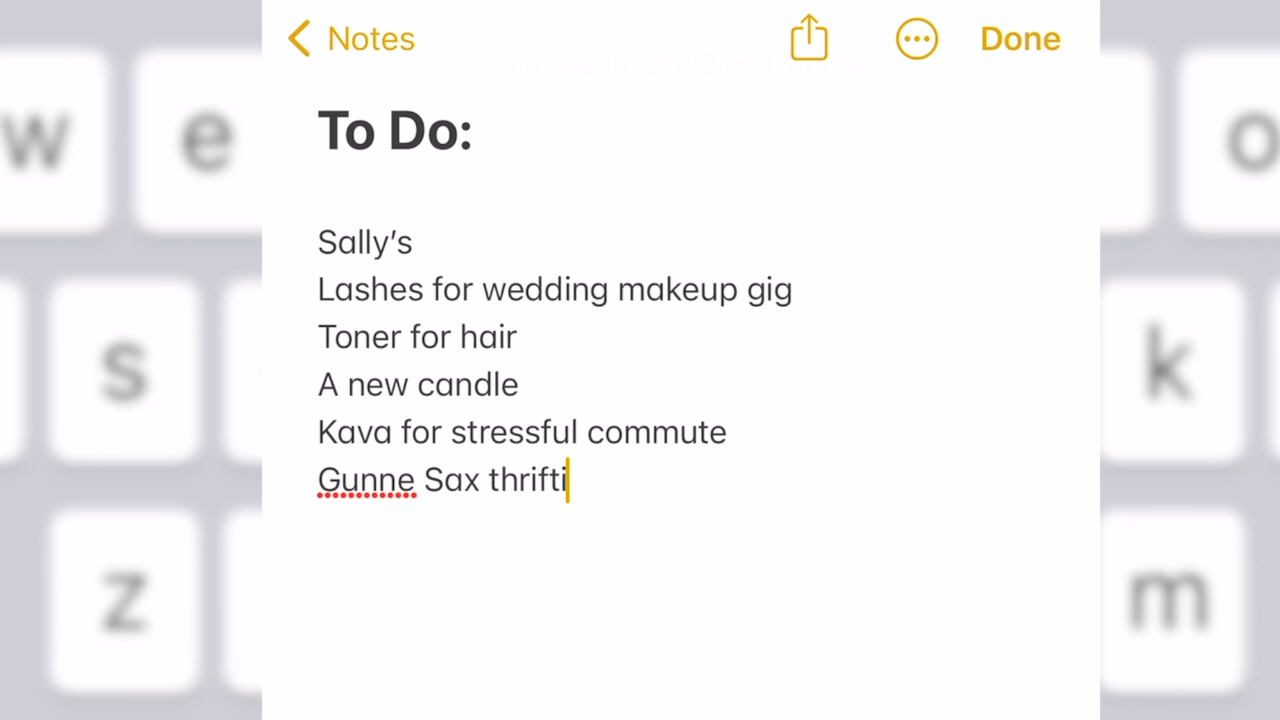 Notes
Done
To Do:
Sally's
Lashes for wedding makeup gig
Toner for hair
A new candle
Kava for stressful commute
Gunne Sax thrifti
w e o
s k
z m